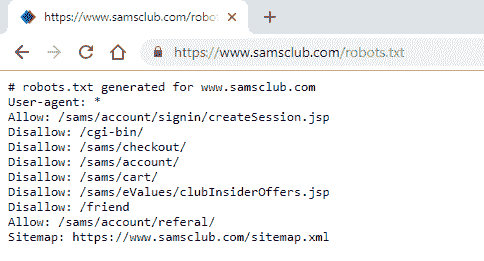 https://www.samsclub.com/robots
https://www.samsclub.com/robots.txt
# robots.txt generated for www.samsclub.com
User-agent: *
Allow: /sams/account/signin/createSession.jsp
Disallow: /cgi-bin/
Disallow: /sams/checkout/
Disallow: /sams/account/
Disallow: /sams/cart/
Disallow: /sams/eValues/clubInsiderOffers.jsp
Disallow: /friend
Allow: /sams/account/referal/
Sitemap: https://www.samsclub.com/sitemap.xml